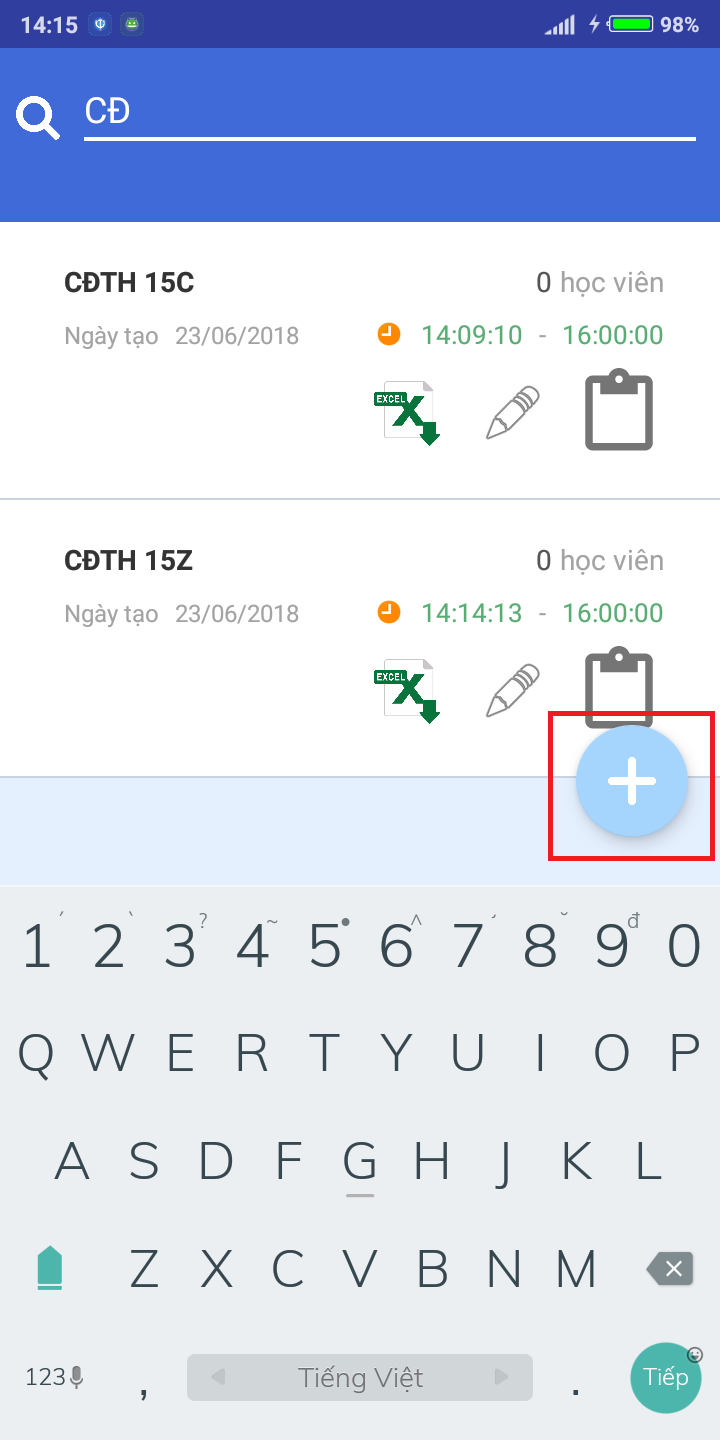 14:15 98%
CĐ
CĐTH 15C 0 học viên
Ngày tạo 23/06/2018 14:09:10 - 16:00:00
EXCEL X
CĐTH 15Z 0 học viên
Ngày tạo 23/06/2018 14:14:13 - 16:00:00
EXCEL X
1 2 3 4 5 6 7 8 9 0
? ~ ^ đ
Q W E R T Y U I O P
A S D F G H J K L
Z X C V B N M
123 , Tiếng Việt . Tiếp